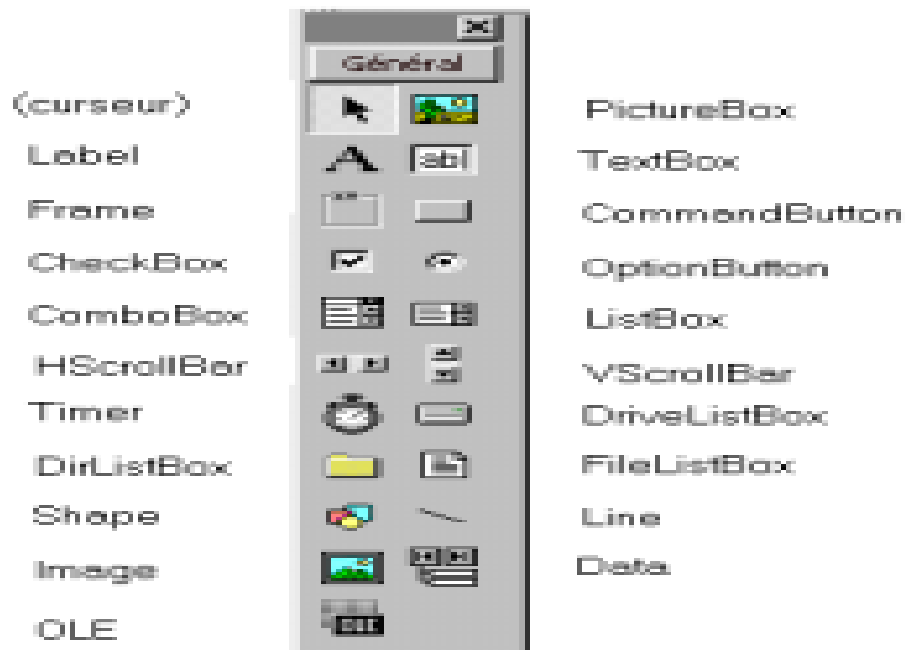 Général
(curseur) PictureBox
Label abl TextBox
Frame CommandButton
CheckBox OptionButton
ComboBox ListBox
HScrollBar VScrollBar
Timer DriveListBox
DirListBox FileListBox
Shape Line
Image Data
OLE